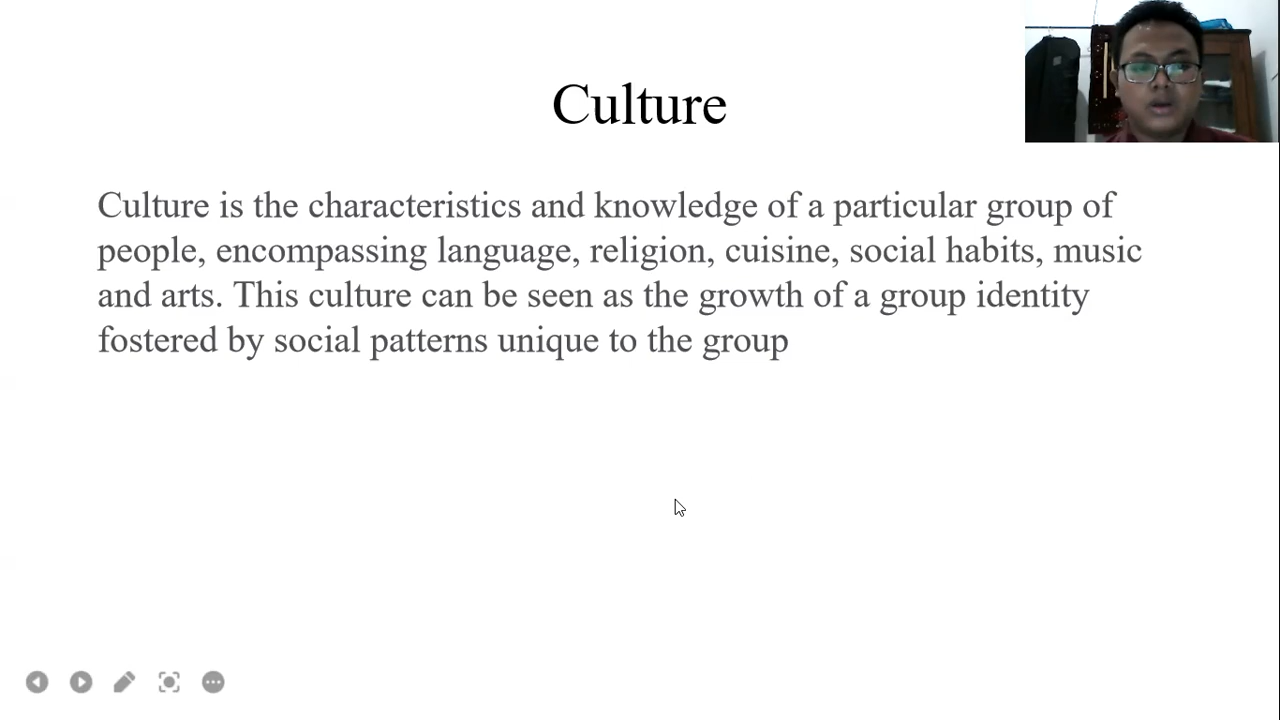 Culture
Culture is the characteristics and knowledge of a particular group of
people, encompassing language, religion, cuisine, social habits, music
and arts. This culture can be seen as the growth of a group identity
fostered by social patterns unique to the group